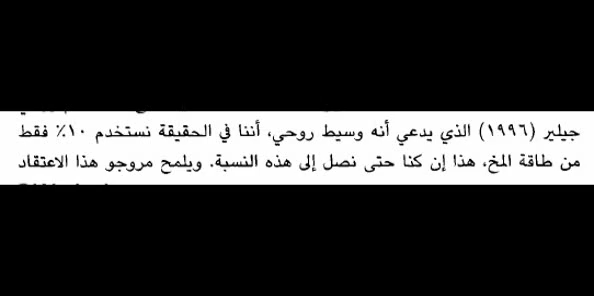 جيلير (١٩٩٦) الذي يدعي أنه وسيط روحي، أننا في الحقيقة نستخدم ١٠٪ فقط
من طاقة المخ، هذا إن كنا حتى نصل إلى هذه النسبة. ويلمح مروجو هذا الاعتقاد